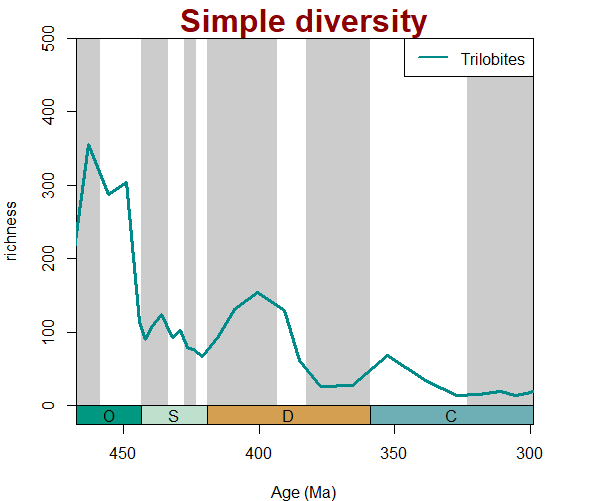 Simple diversity
Trilobites
500
400
300
200
100
0
richness
O S D C
450 400 350 300
Age (Ma)